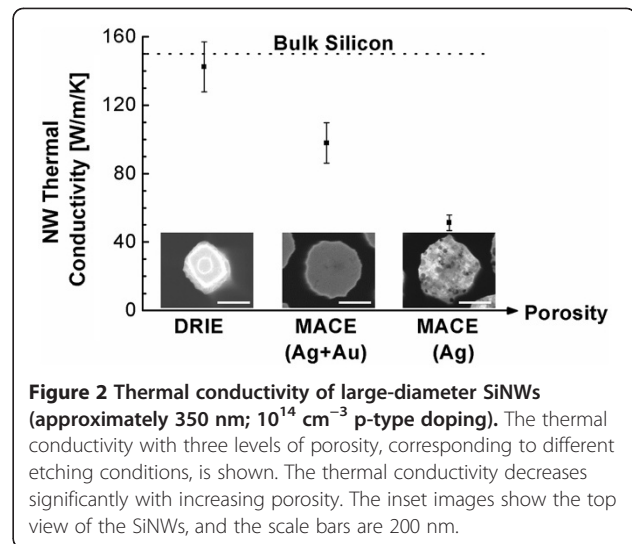 160
Bulk Silicon
120
80
40
0
NW Thermal
Conductivity [W/m/K]
DRIE
MACE
(Ag+Au)
MACE
(Ag)
Porosity
Figure 2 Thermal conductivity of large-diameter SiNWs
(approximately 350 nm; 10¹⁴ cm⁻³ p-type doping). The thermal
conductivity with three levels of porosity, corresponding to different
etching conditions, is shown. The thermal conductivity decreases
significantly with increasing porosity. The inset images show the top
view of the SiNWs, and the scale bars are 200 nm.